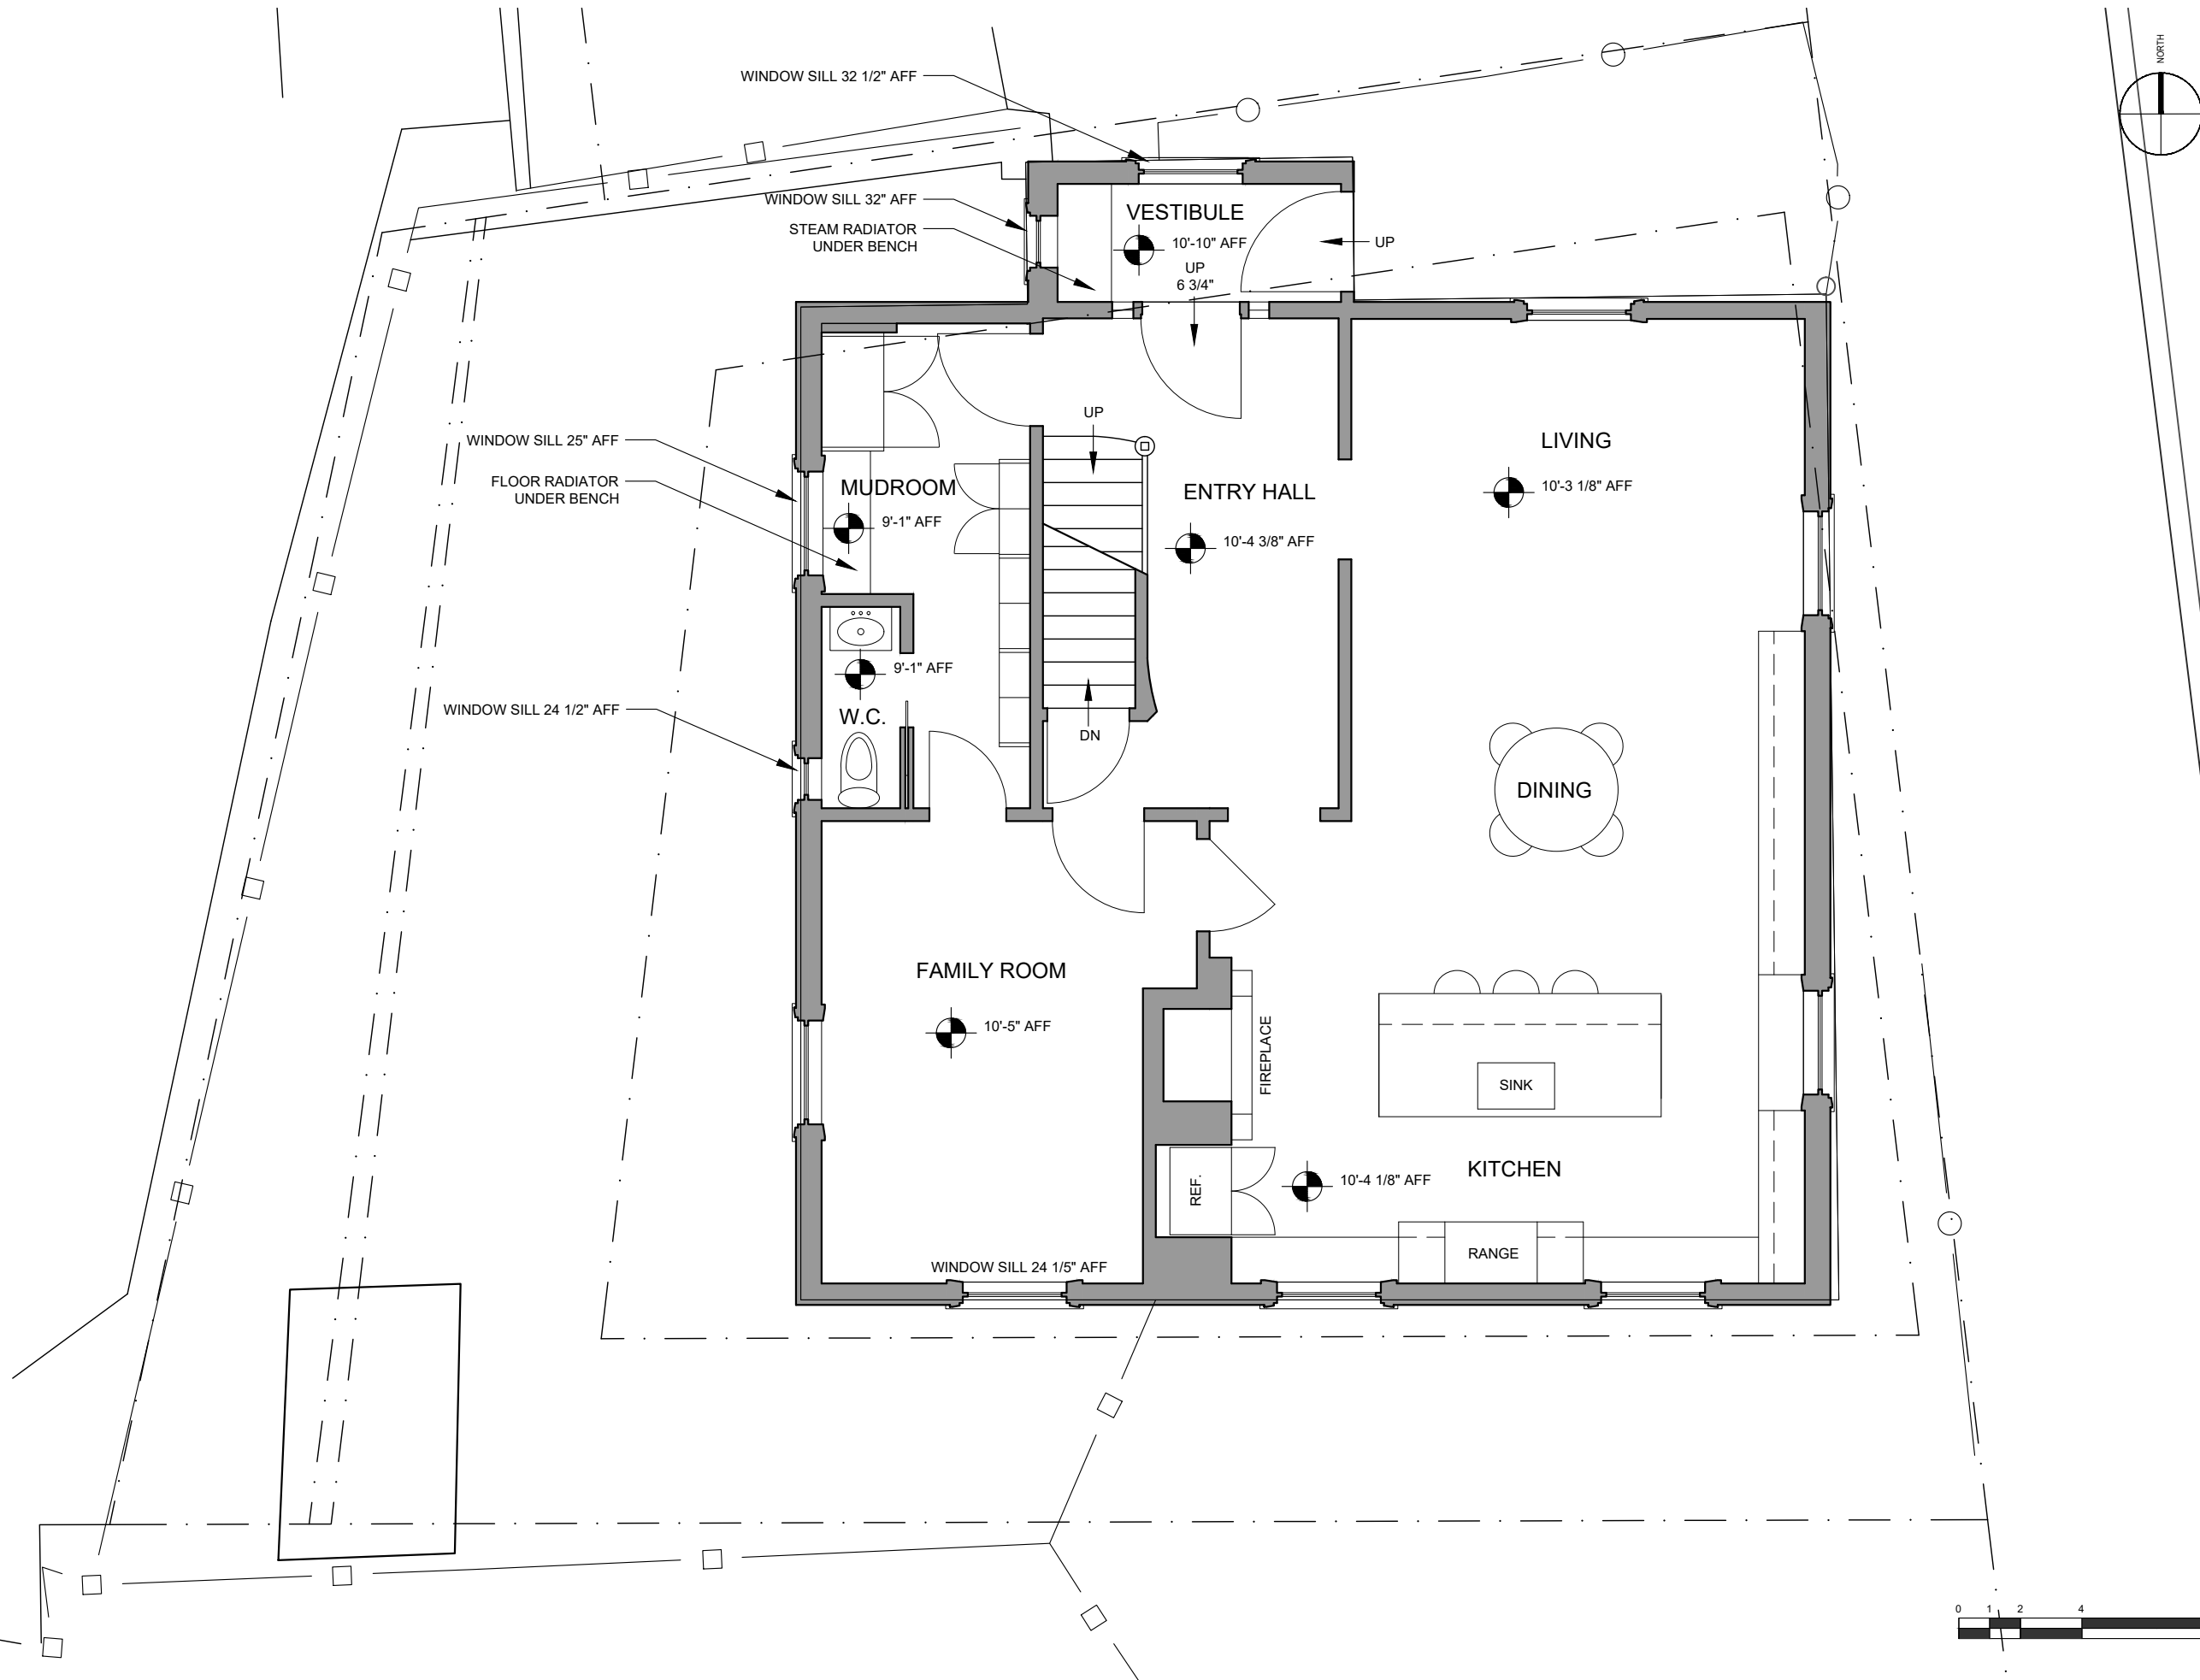 NORTH
WINDOW SILL 32 1/2" AFF
WINDOW SILL 32" AFF
STEAM RADIATOR
UNDER BENCH
VESTIBULE
10'-10" AFF
UP
UP
6 3/4"
UP
WINDOW SILL 25" AFF
FLOOR RADIATOR
UNDER BENCH
MUDROOM
9'-1" AFF
ENTRY HALL
10'-4 3/8" AFF
LIVING
10'-3 1/8" AFF
9'-1" AFF
W.C.
WINDOW SILL 24 1/2" AFF
DN
DINING
FAMILY ROOM
10'-5" AFF
FIREPLACE
SINK
KITCHEN
10'-4 1/8" AFF
REF.
RANGE
WINDOW SILL 24 1/5" AFF
0 1 2 4